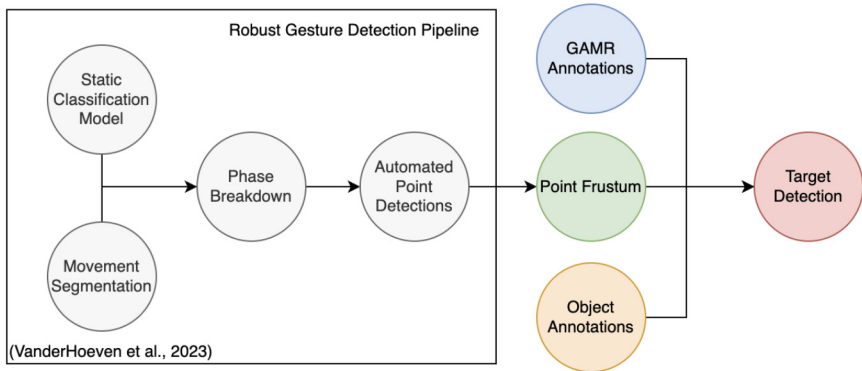 Robust Gesture Detection Pipeline
Static
Classification
Model
Movement
Segmentation
Phase
Breakdown
Automated
Point
Detections
(VanderHoeven et al., 2023)
GAMR
Annotations
Point Frustum
Object
Annotations
Target
Detection